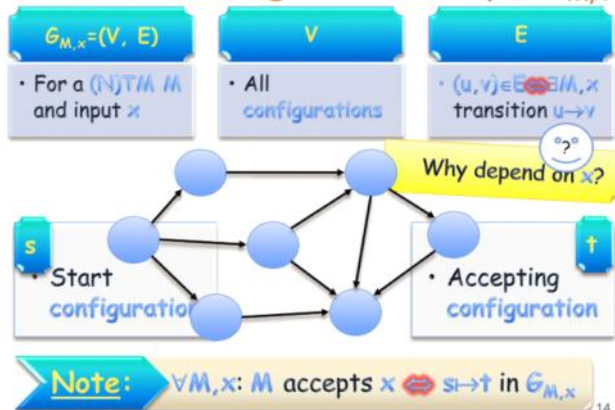 G_M,x=(V, E)
V
E
• For a (N)TM M
and input x
• All
configurations
• (u,v)∈E⇔∃M,x
transition u→v
?
Why depend on x?
s
• Start
configuration
t
• Accepting
configuration
Note: ∀M,x: M accepts x ⇔ s↦t in G_M,x
14